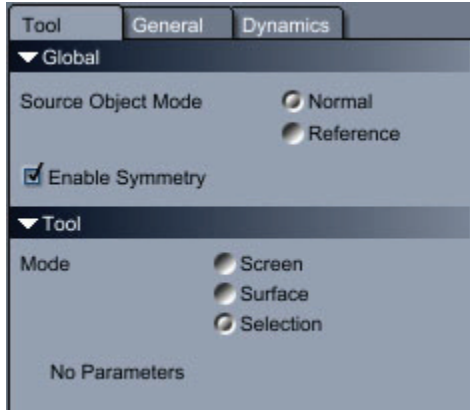 Tool General Dynamics
Global
Source Object Mode Normal
Reference
Enable Symmetry
Tool
Mode Screen
Surface
Selection
No Parameters